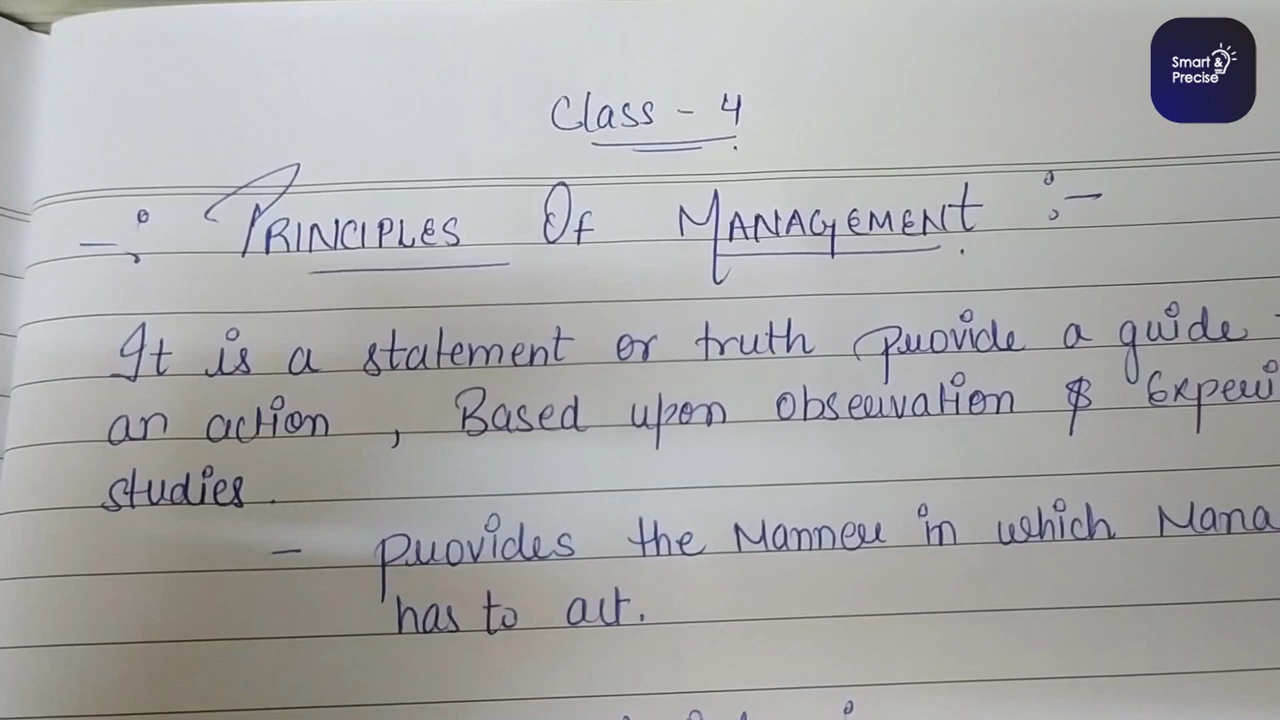 Smart &
Precise
Class - 4
-: PRINCIPLES Of MANAGEMENT :-
It is a statement or truth provide a guide -
an action , Based upon observation & Experi
studies.
- provides the Manner in which Mana
has to act.